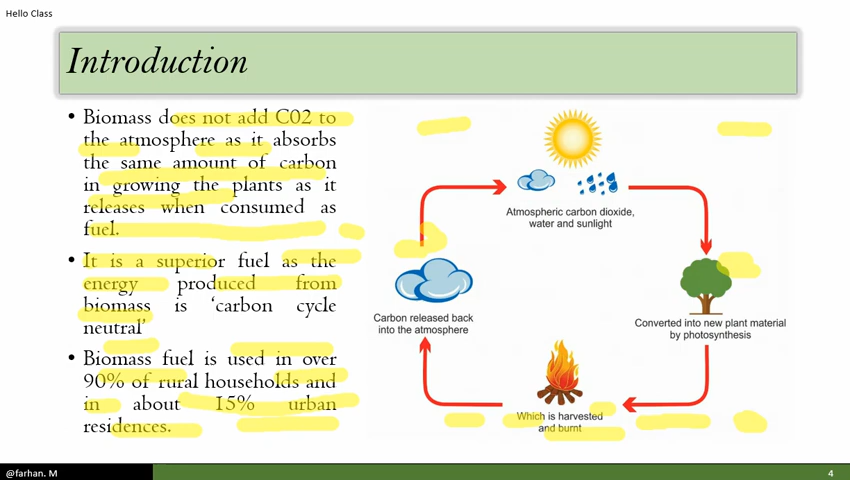 Hello Class
Introduction
• Biomass does not add C02 to
the atmosphere as it absorbs
the same amount of carbon
in growing the plants as it
releases when consumed as
fuel.
• It is a superior fuel as the
energy produced from
biomass is ‘carbon cycle
neutral’
• Biomass fuel is used in over
90% of rural households and
in about 15% urban
residences.
Atmospheric carbon dioxide,
water and sunlight
Converted into new plant material
by photosynthesis
Which is harvested
and burnt
Carbon released back
into the atmosphere
@farhan. M
4